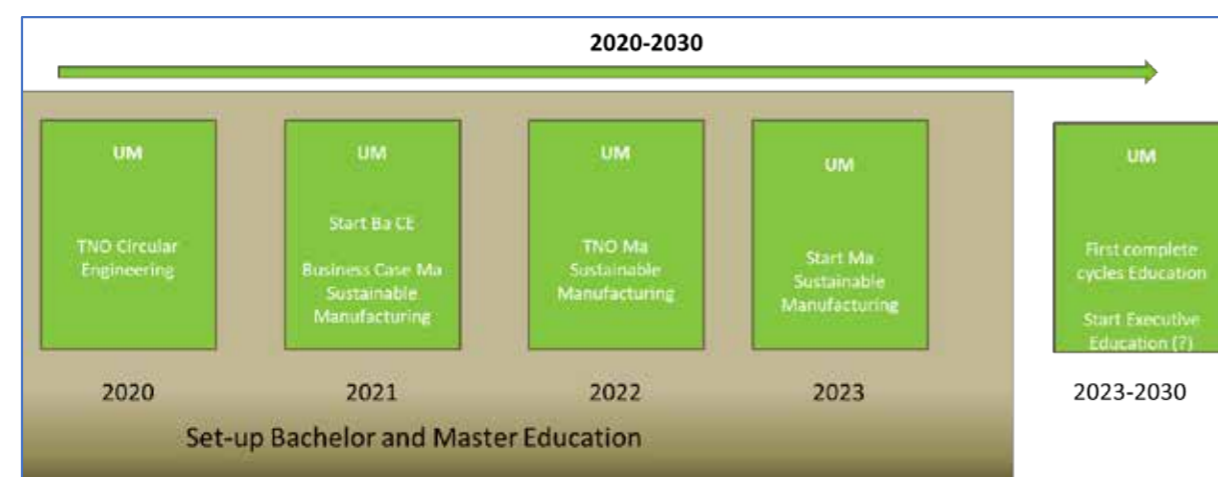 2020-2030
UM
TNO Circular
Engineering
2020
UM
Start Ba CE
Business Case Ma
Sustainable
Manufacturing
2021
UM
TNO Ma
Sustainable
Manufacturing
2022
UM
Start Ma
Sustainable
Manufacturing
2023
UM
First complete
cycles Education
Start Executive
Education (?)
2023-2030
Set-up Bachelor and Master Education